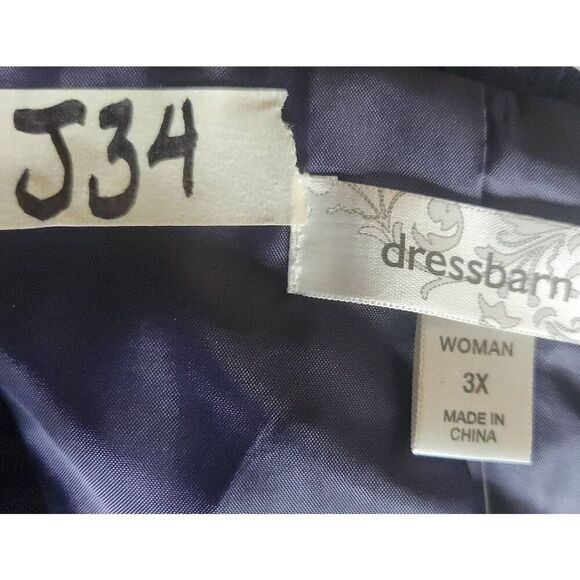 J34
dressbarn
WOMAN
3X
MADE IN
CHINA